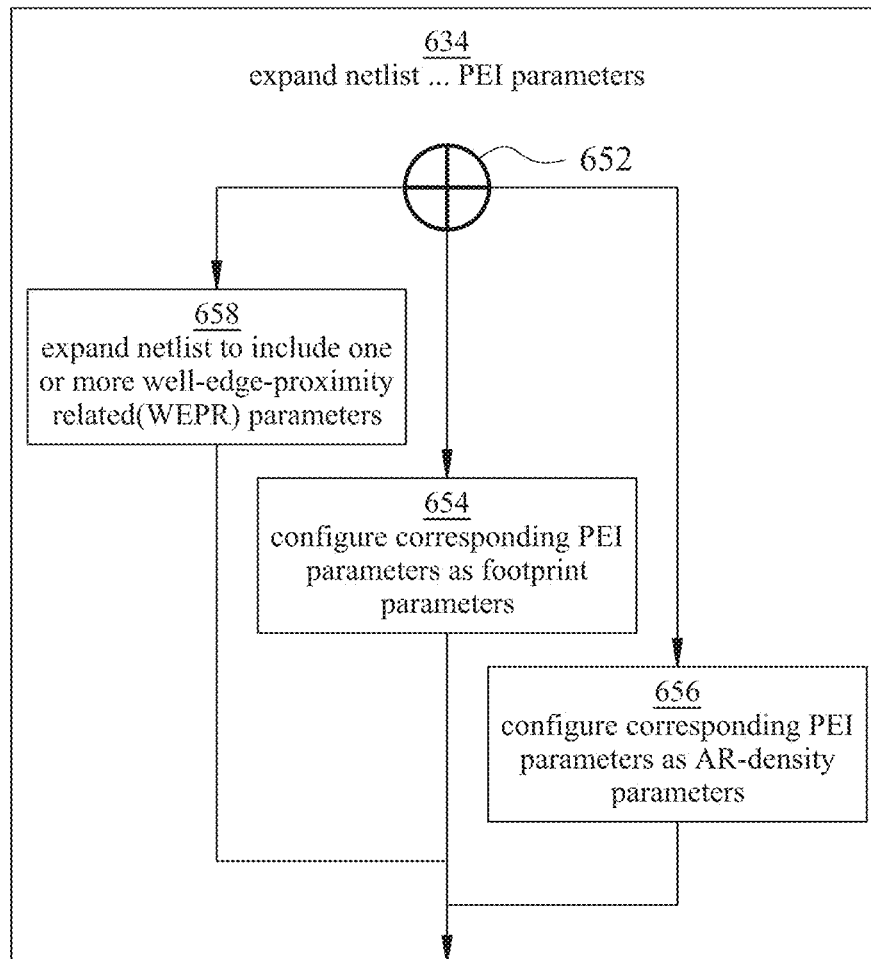 634
expand netlist ... PEI parameters
652
658
expand netlist to include one
or more well-edge-proximity
related(WEPR) parameters
654
configure corresponding PEI
parameters as footprint
parameters
656
configure corresponding PEI
parameters as AR-density
parameters